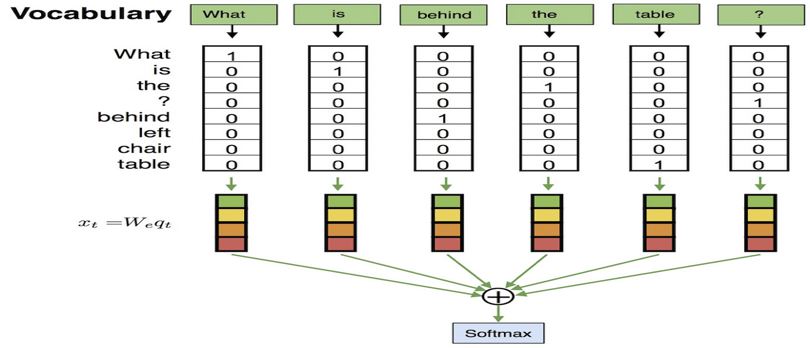 Vocabulary What is behind the table ?
What 1 0 0 0 0 0
is 0 1 0 0 0 0
the 0 0 0 1 0 0
? 0 0 0 0 0 1
behind 0 0 1 0 0 0
left 0 0 0 0 0 0
chair 0 0 0 0 0 0
table 0 0 0 0 1 0
xₜ =Wₑqₜ
Softmax